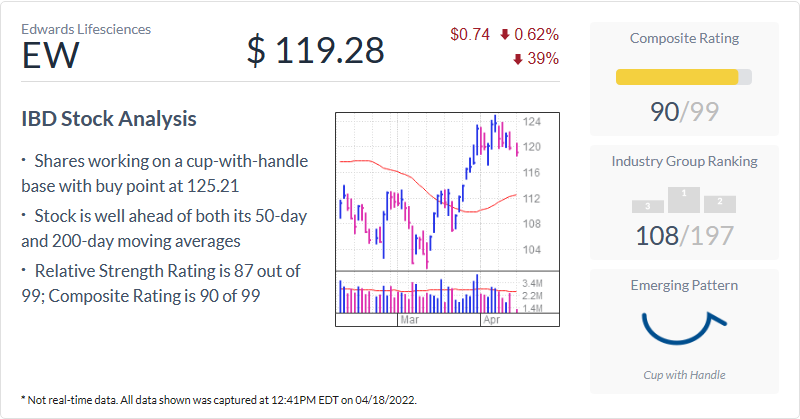 Edwards Lifesciences
EW
$ 119.28
$0.74 0.62%
39%
IBD Stock Analysis
• Shares working on a cup-with-handle
base with buy point at 125.21
• Stock is well ahead of both its 50-day
and 200-day moving averages
• Relative Strength Rating is 87 out of
99; Composite Rating is 90 of 99
124
120
116
112
108
104
3.4M
2.2M
1.4M
Mar
Apr
Composite Rating
90/99
Industry Group Ranking
3
1
2
108/197
Emerging Pattern
Cup with Handle
* Not real-time data. All data shown was captured at 12:41PM EDT on 04/18/2022.